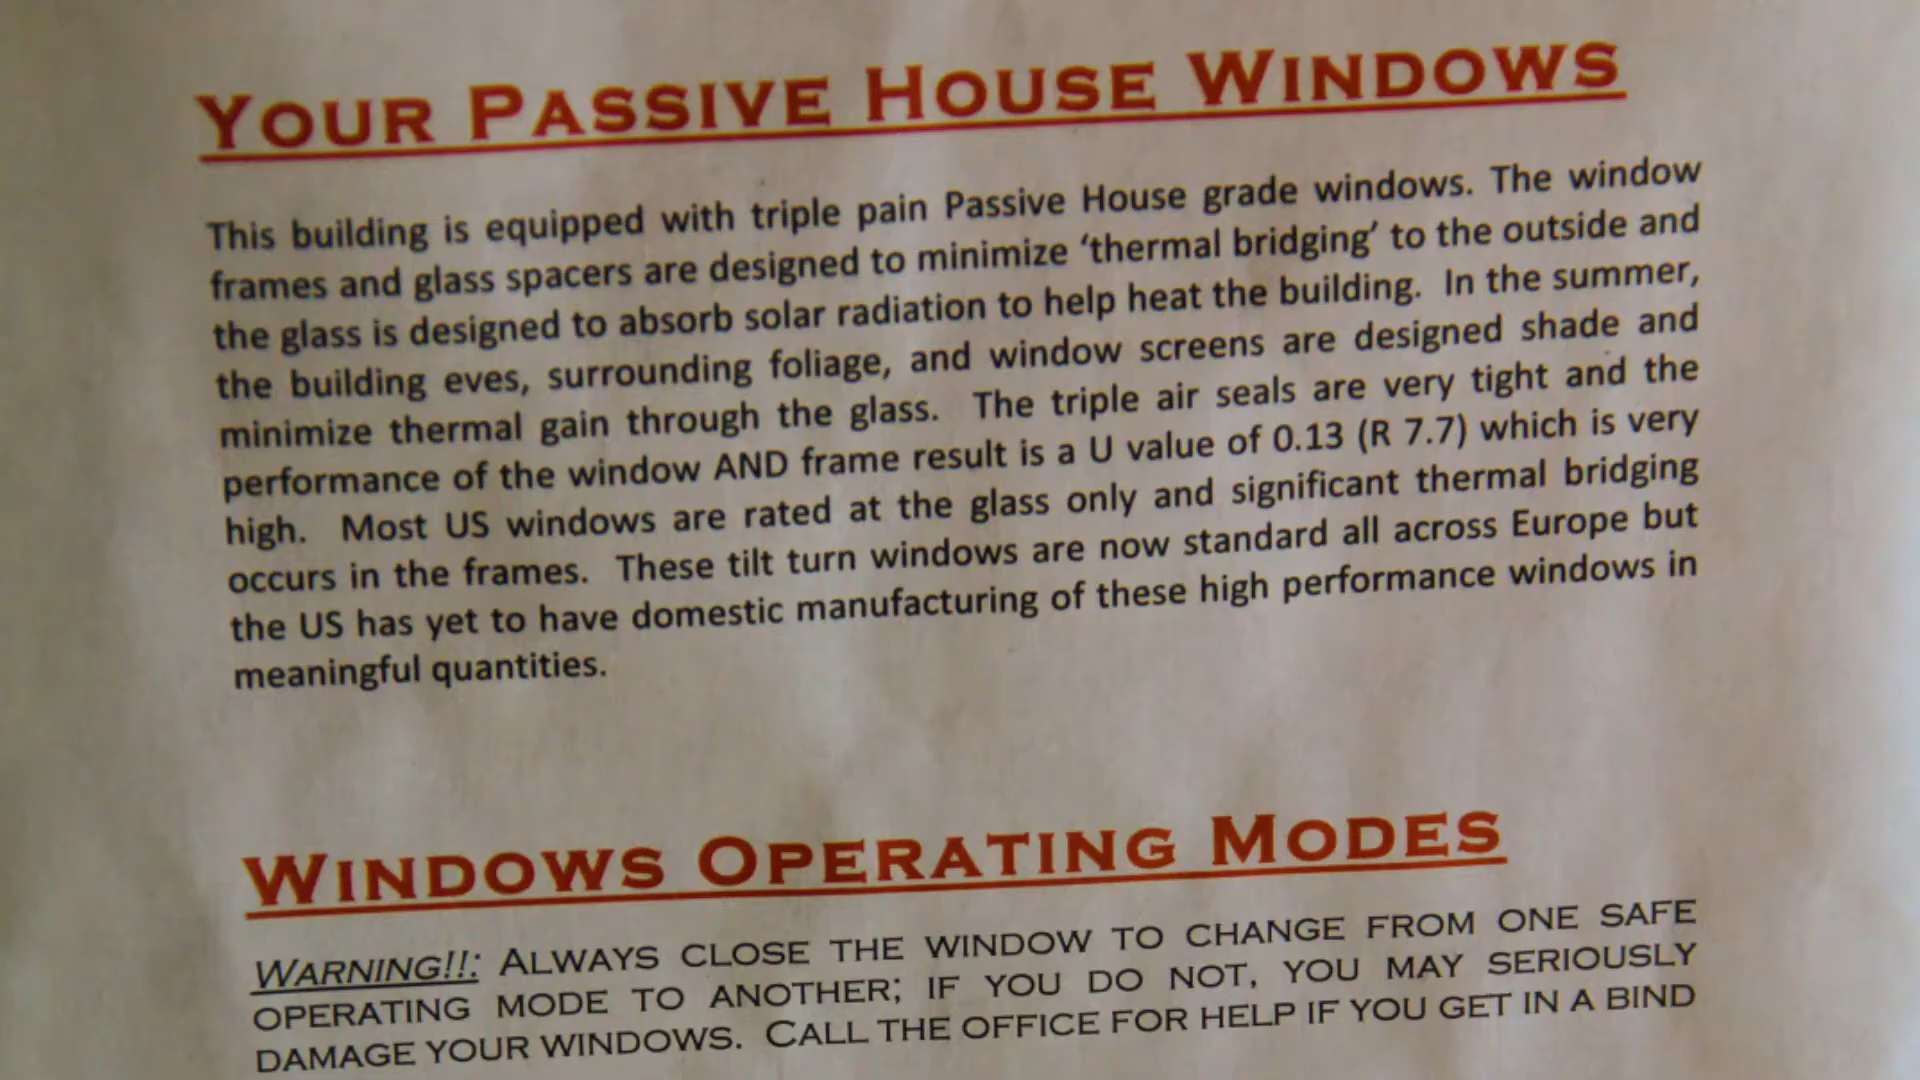 YOUR PASSIVE HOUSE WINDOWS
This building is equipped with triple pain Passive House grade windows. The window
frames and glass spacers are designed to minimize ‘thermal bridging’ to the outside and
the glass is designed to absorb solar radiation to help heat the building. In the summer,
the building eves, surrounding foliage, and window screens are designed shade and
minimize thermal gain through the glass. The triple air seals are very tight and the
performance of the window AND frame result is a U value of 0.13 (R 7.7) which is very
high. Most US windows are rated at the glass only and significant thermal bridging
occurs in the frames. These tilt turn windows are now standard all across Europe but
the US has yet to have domestic manufacturing of these high performance windows in
meaningful quantities.
WINDOWS OPERATING MODES
WARNING!!: ALWAYS CLOSE THE WINDOW TO CHANGE FROM ONE SAFE
OPERATING MODE TO ANOTHER; IF YOU DO NOT, YOU MAY SERIOUSLY
DAMAGE YOUR WINDOWS. CALL THE OFFICE FOR HELP IF YOU GET IN A BIND